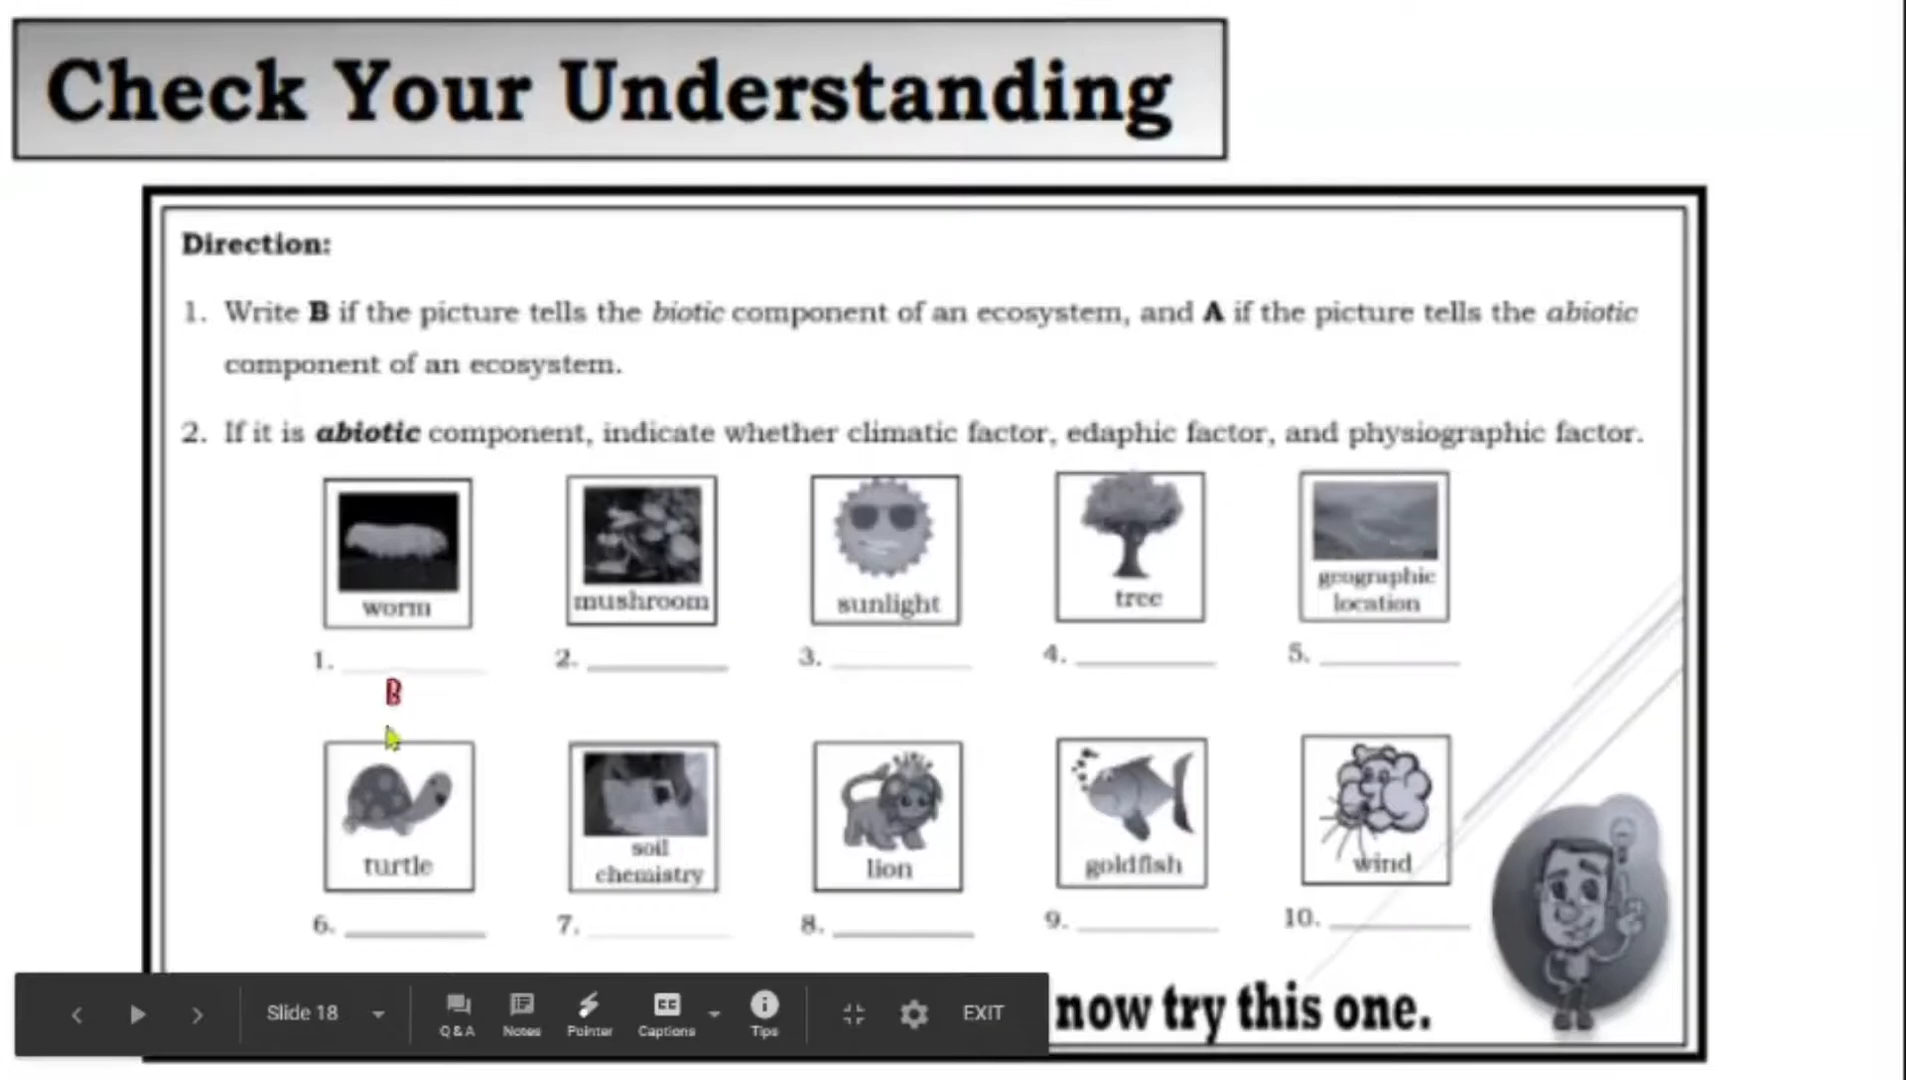 Check Your Understanding
Direction:
1. Write B if the picture tells the biotic component of an ecosystem, and A if the picture tells the abiotic
component of an ecosystem.
2. If it is abiotic component, indicate whether climatic factor, edaphic factor, and physiographic factor.
worm
mushroom
sunlight
tree
geographic
location
1.
2.
3.
4.
5.
B
turtle
soil
chemistry
lion
goldfish
wind
6.
7.
8.
9.
10.
now try this one.
Slide 18
Q&A
Notes
Pointer
CC
Captions
Tips
EXIT